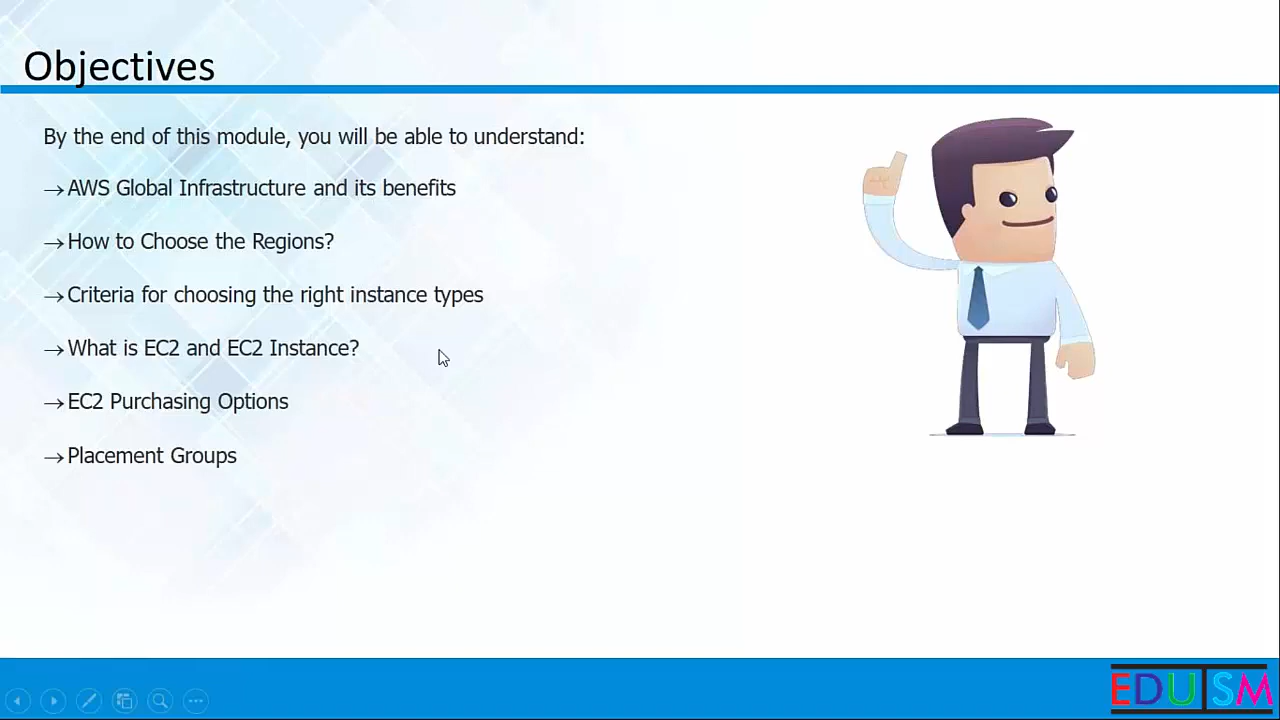 Objectives
By the end of this module, you will be able to understand:
→AWS Global Infrastructure and its benefits
→How to Choose the Regions?
→Criteria for choosing the right instance types
→What is EC2 and EC2 Instance?
→EC2 Purchasing Options
→Placement Groups
EDUISM